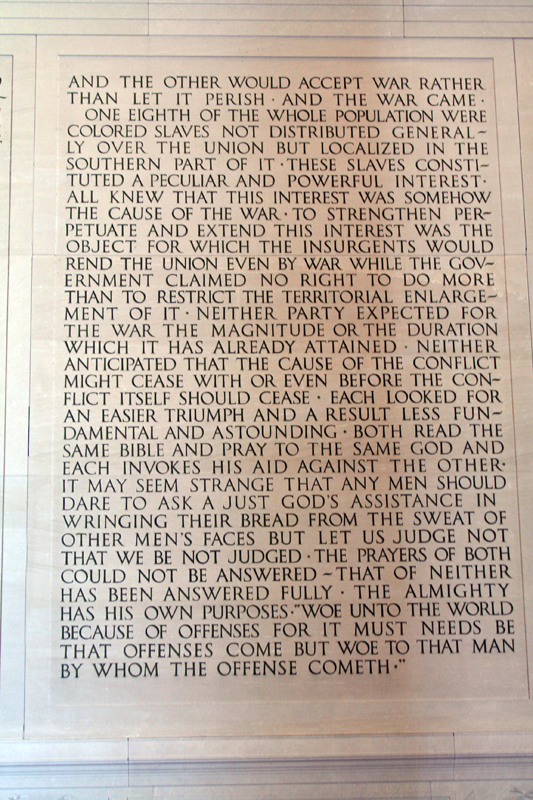 AND THE OTHER WOULD ACCEPT WAR RATHER
THAN LET IT PERISH · AND THE WAR CAME ·
ONE EIGHTH OF THE WHOLE POPULATION WERE
COLORED SLAVES NOT DISTRIBUTED GENERAL~
LY OVER THE UNION BUT LOCALIZED IN THE
SOUTHERN PART OF IT · THESE SLAVES CONSTI~
TUTED A PECULIAR AND POWERFUL INTEREST·
ALL KNEW THAT THIS INTEREST WAS SOMEHOW
THE CAUSE OF THE WAR · TO STRENGTHEN PER~
PETUATE AND EXTEND THIS INTEREST WAS THE
OBJECT FOR WHICH THE INSURGENTS WOULD
REND THE UNION EVEN BY WAR WHILE THE GOV~
ERNMENT CLAIMED NO RIGHT TO DO MORE
THAN TO RESTRICT THE TERRITORIAL ENLARGE~
MENT OF IT · NEITHER PARTY EXPECTED FOR
THE WAR THE MAGNITUDE OR THE DURATION
WHICH IT HAS ALREADY ATTAINED · NEITHER
ANTICIPATED THAT THE CAUSE OF THE CONFLICT
MIGHT CEASE WITH OR EVEN BEFORE THE CON~
FLICT ITSELF SHOULD CEASE · EACH LOOKED FOR
AN EASIER TRIUMPH AND A RESULT LESS FUN~
DAMENTAL AND ASTOUNDING · BOTH READ THE
SAME BIBLE AND PRAY TO THE SAME GOD AND
EACH INVOKES HIS AID AGAINST THE OTHER·
IT MAY SEEM STRANGE THAT ANY MEN SHOULD
DARE TO ASK A JUST GOD'S ASSISTANCE IN
WRINGING THEIR BREAD FROM THE SWEAT OF
OTHER MEN'S FACES BUT LET US JUDGE NOT
THAT WE BE NOT JUDGED · THE PRAYERS OF BOTH
COULD NOT BE ANSWERED ~ THAT OF NEITHER
HAS BEEN ANSWERED FULLY · THE ALMIGHTY
HAS HIS OWN PURPOSES·"WOE UNTO THE WORLD
BECAUSE OF OFFENSES FOR IT MUST NEEDS BE
THAT OFFENSES COME BUT WOE TO THAT MAN
BY WHOM THE OFFENSE COMETH·"